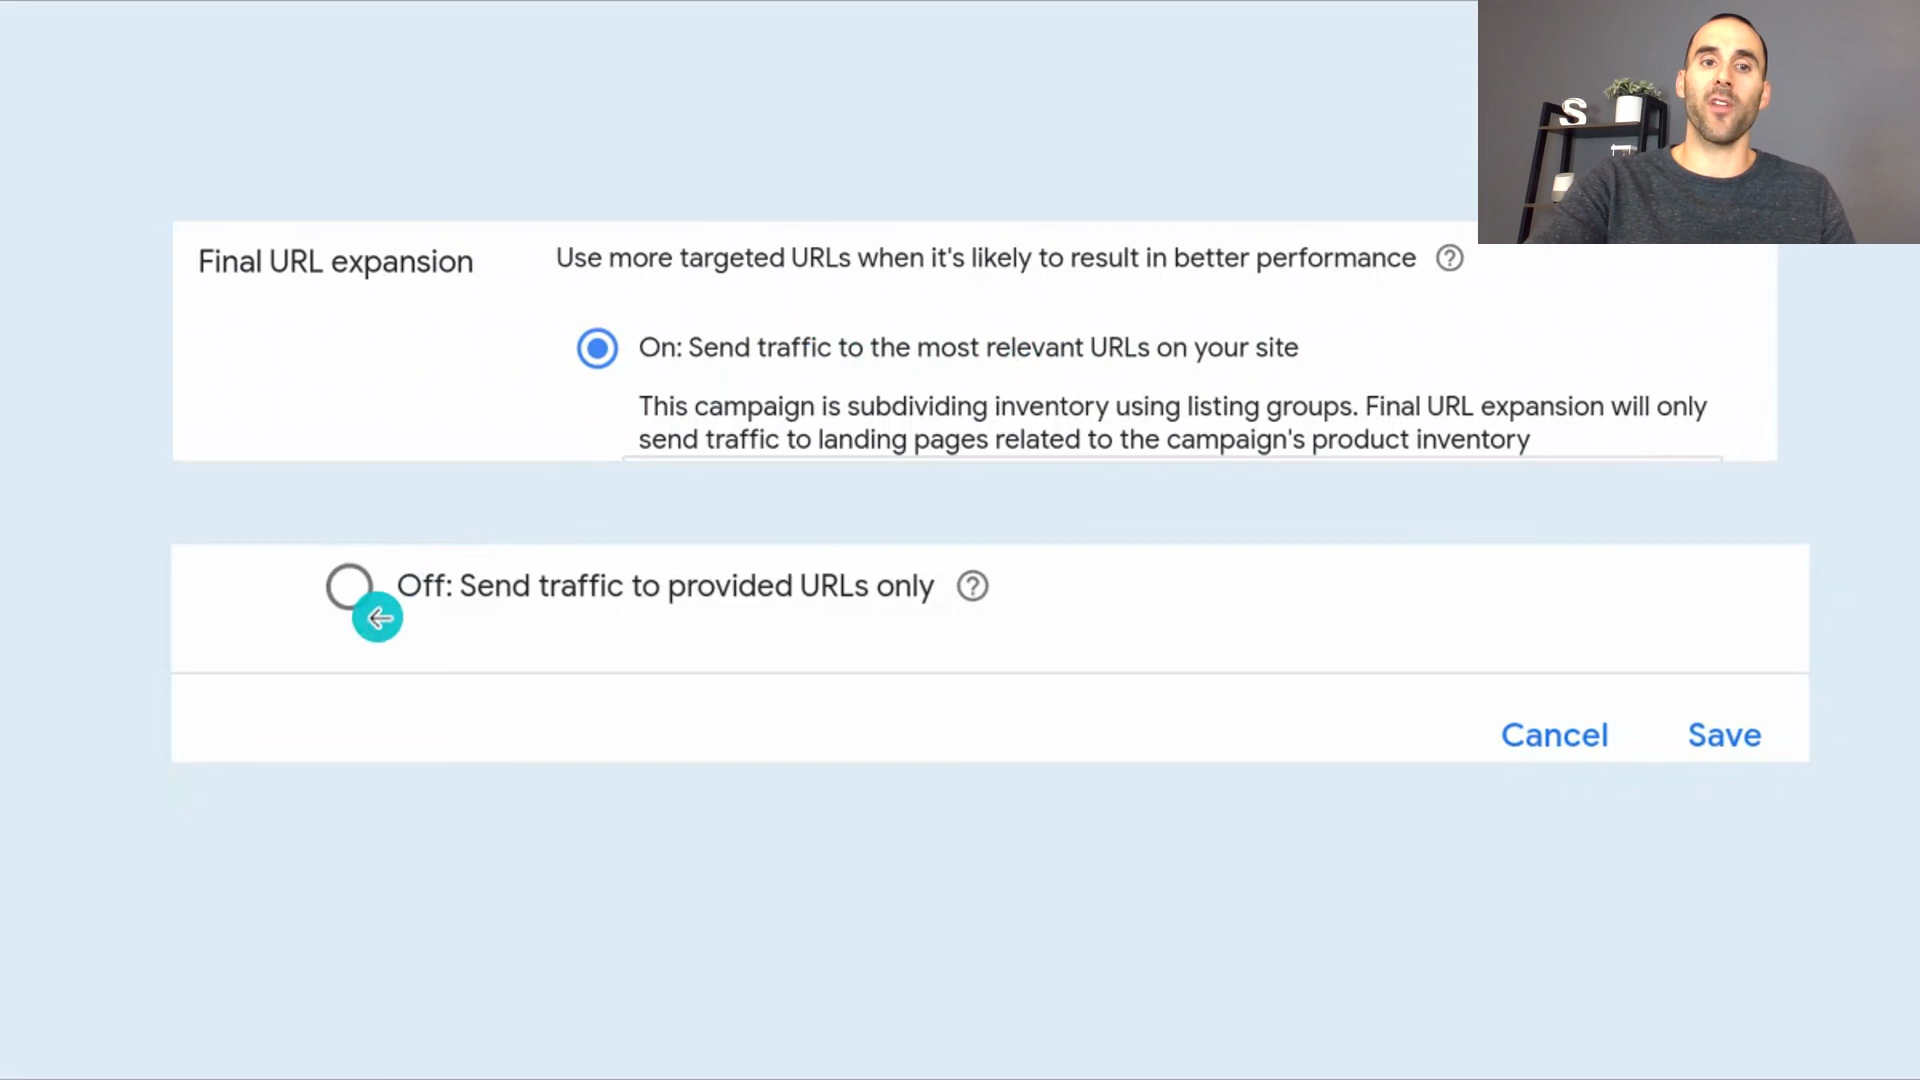 Final URL expansion
Use more targeted URLs when it's likely to result in better performance
On: Send traffic to the most relevant URLs on your site
This campaign is subdividing inventory using listing groups. Final URL expansion will only
send traffic to landing pages related to the campaign's product inventory
Off: Send traffic to provided URLs only
Cancel
Save
S